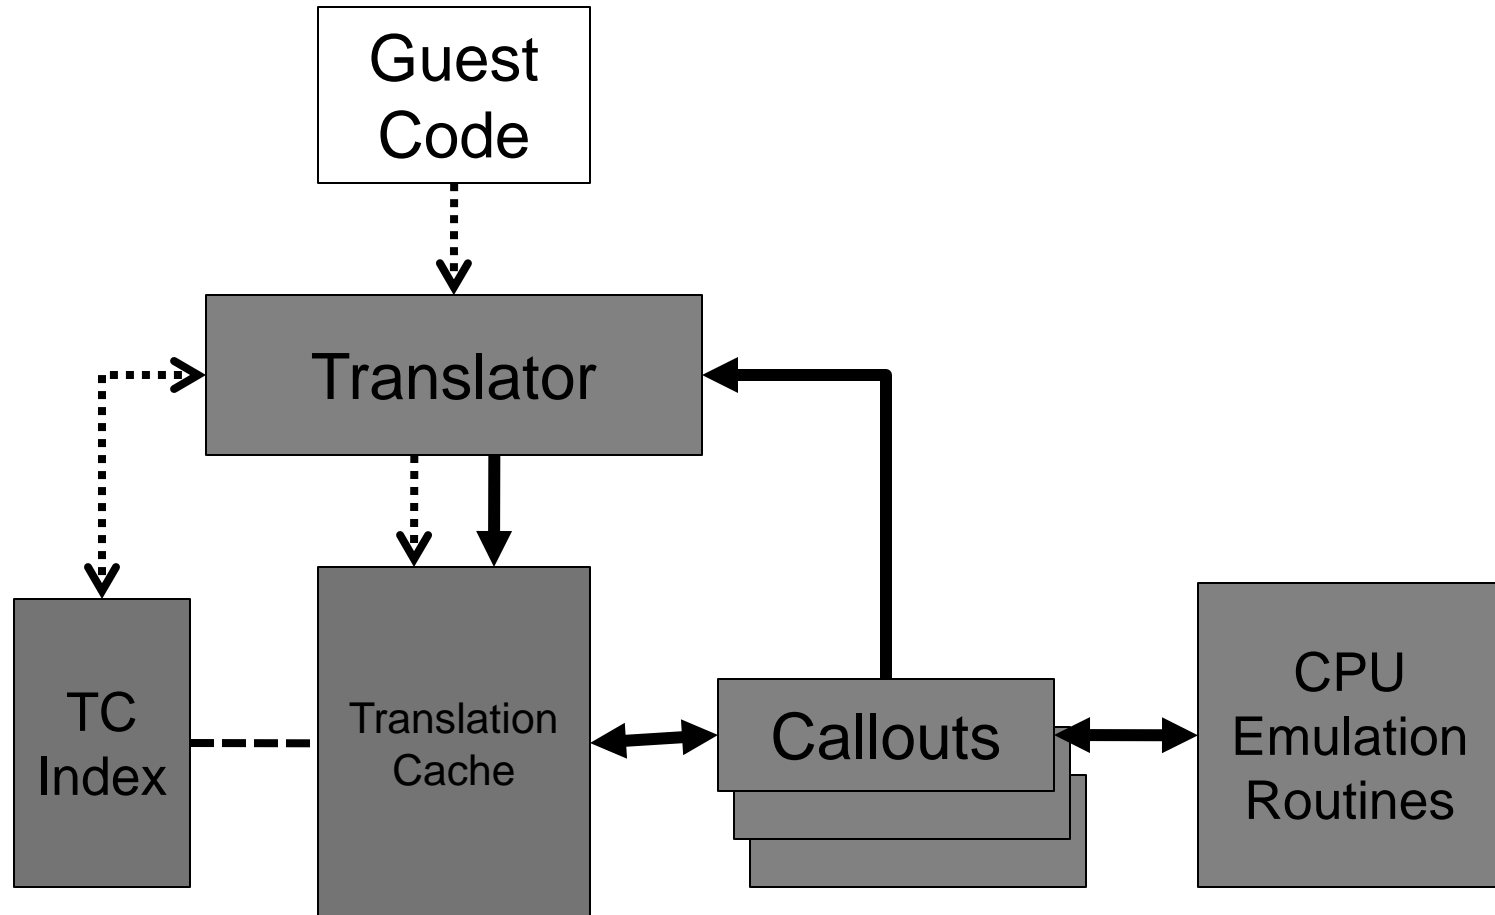 Guest
Code
Translator
TC
Index
Translation
Cache
Callouts
CPU
Emulation
Routines